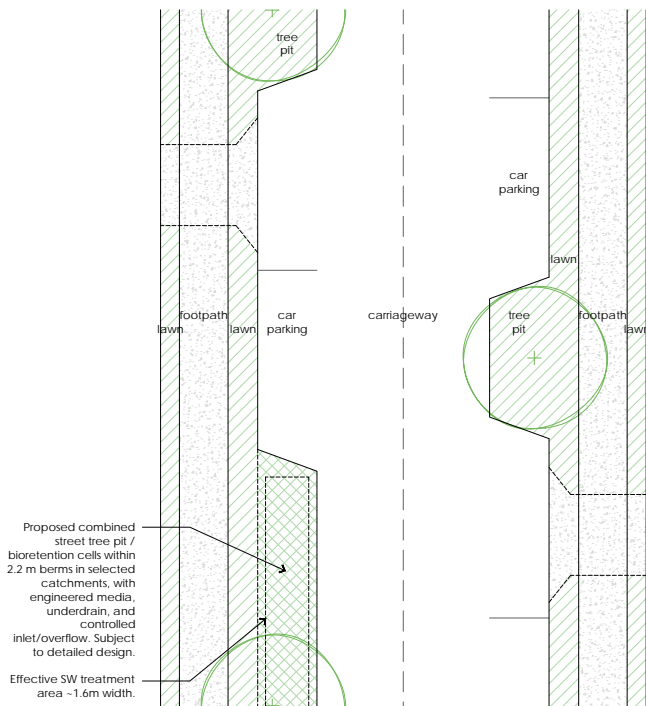 tree
pit
car
parking
lawn
footpath
lawn
lawn
car
parking
carriageway
tree
pit
footpath
lawn
Proposed combined
street tree pit /
bioretention cells within
2.2 m berms in selected
catchments, with
engineered media,
underdrain, and
controlled
inlet/overflow. Subject
to detailed design.
Effective SW treatment
area ~1.6m width.